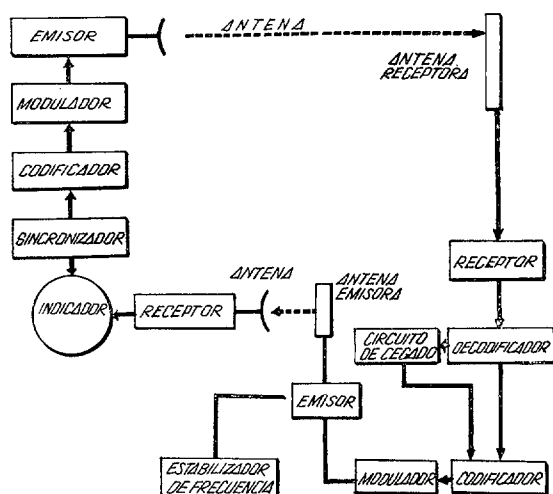 EMISOR
ANTENA
ANTENA
RECEPTORA
MODULADOR
CODIFICADOR
SINCRONIZADOR
INDICADOR
RECEPTOR
ANTENA
ANTENA
EMISORA
RECEPTOR
CIRCUITO
DE CEGADO
DECODIFICADOR
EMISOR
ESTABILIZADOR
DE FRECUENCIA
MODULADOR
CODIFICADOR